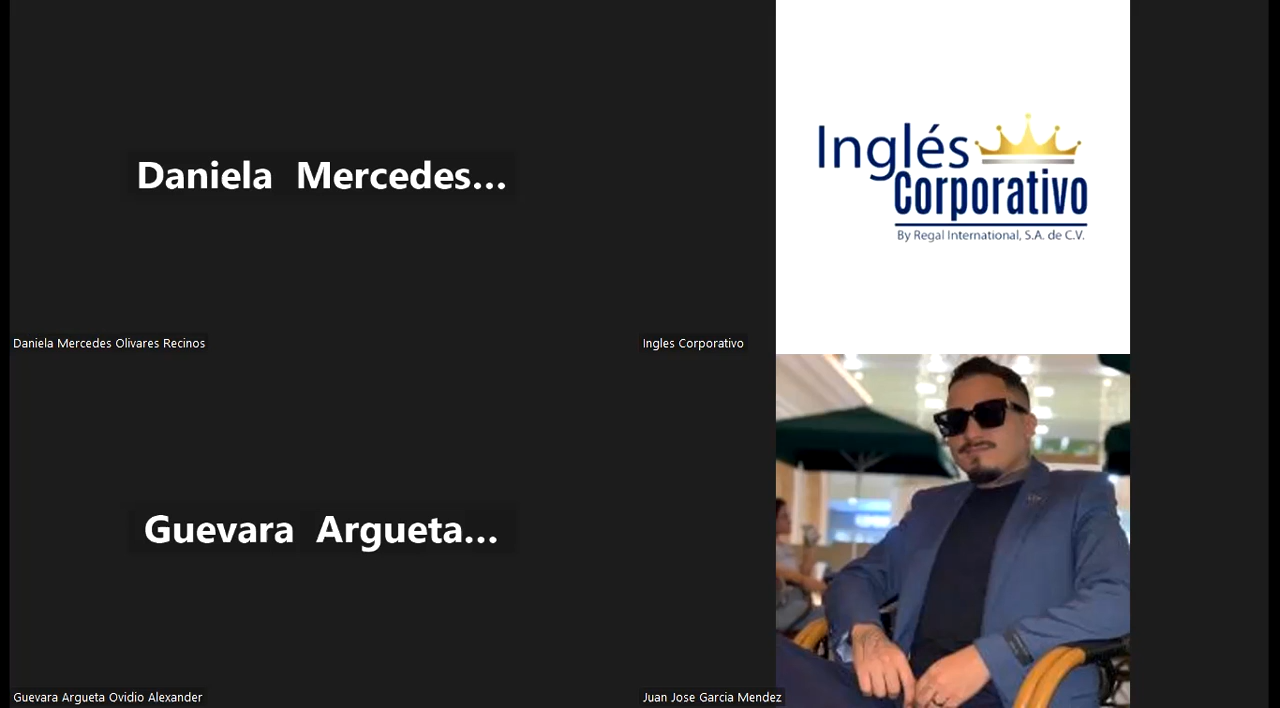 Daniela Mercedes...
Daniela Mercedes Olivares Recinos
Inglés
Corporativo
By Regal International, S.A. de C.V.
Ingles Corporativo
Guevara Argueta...
Guevara Argueta Ovidio Alexander
Juan Jose Garcia Mendez